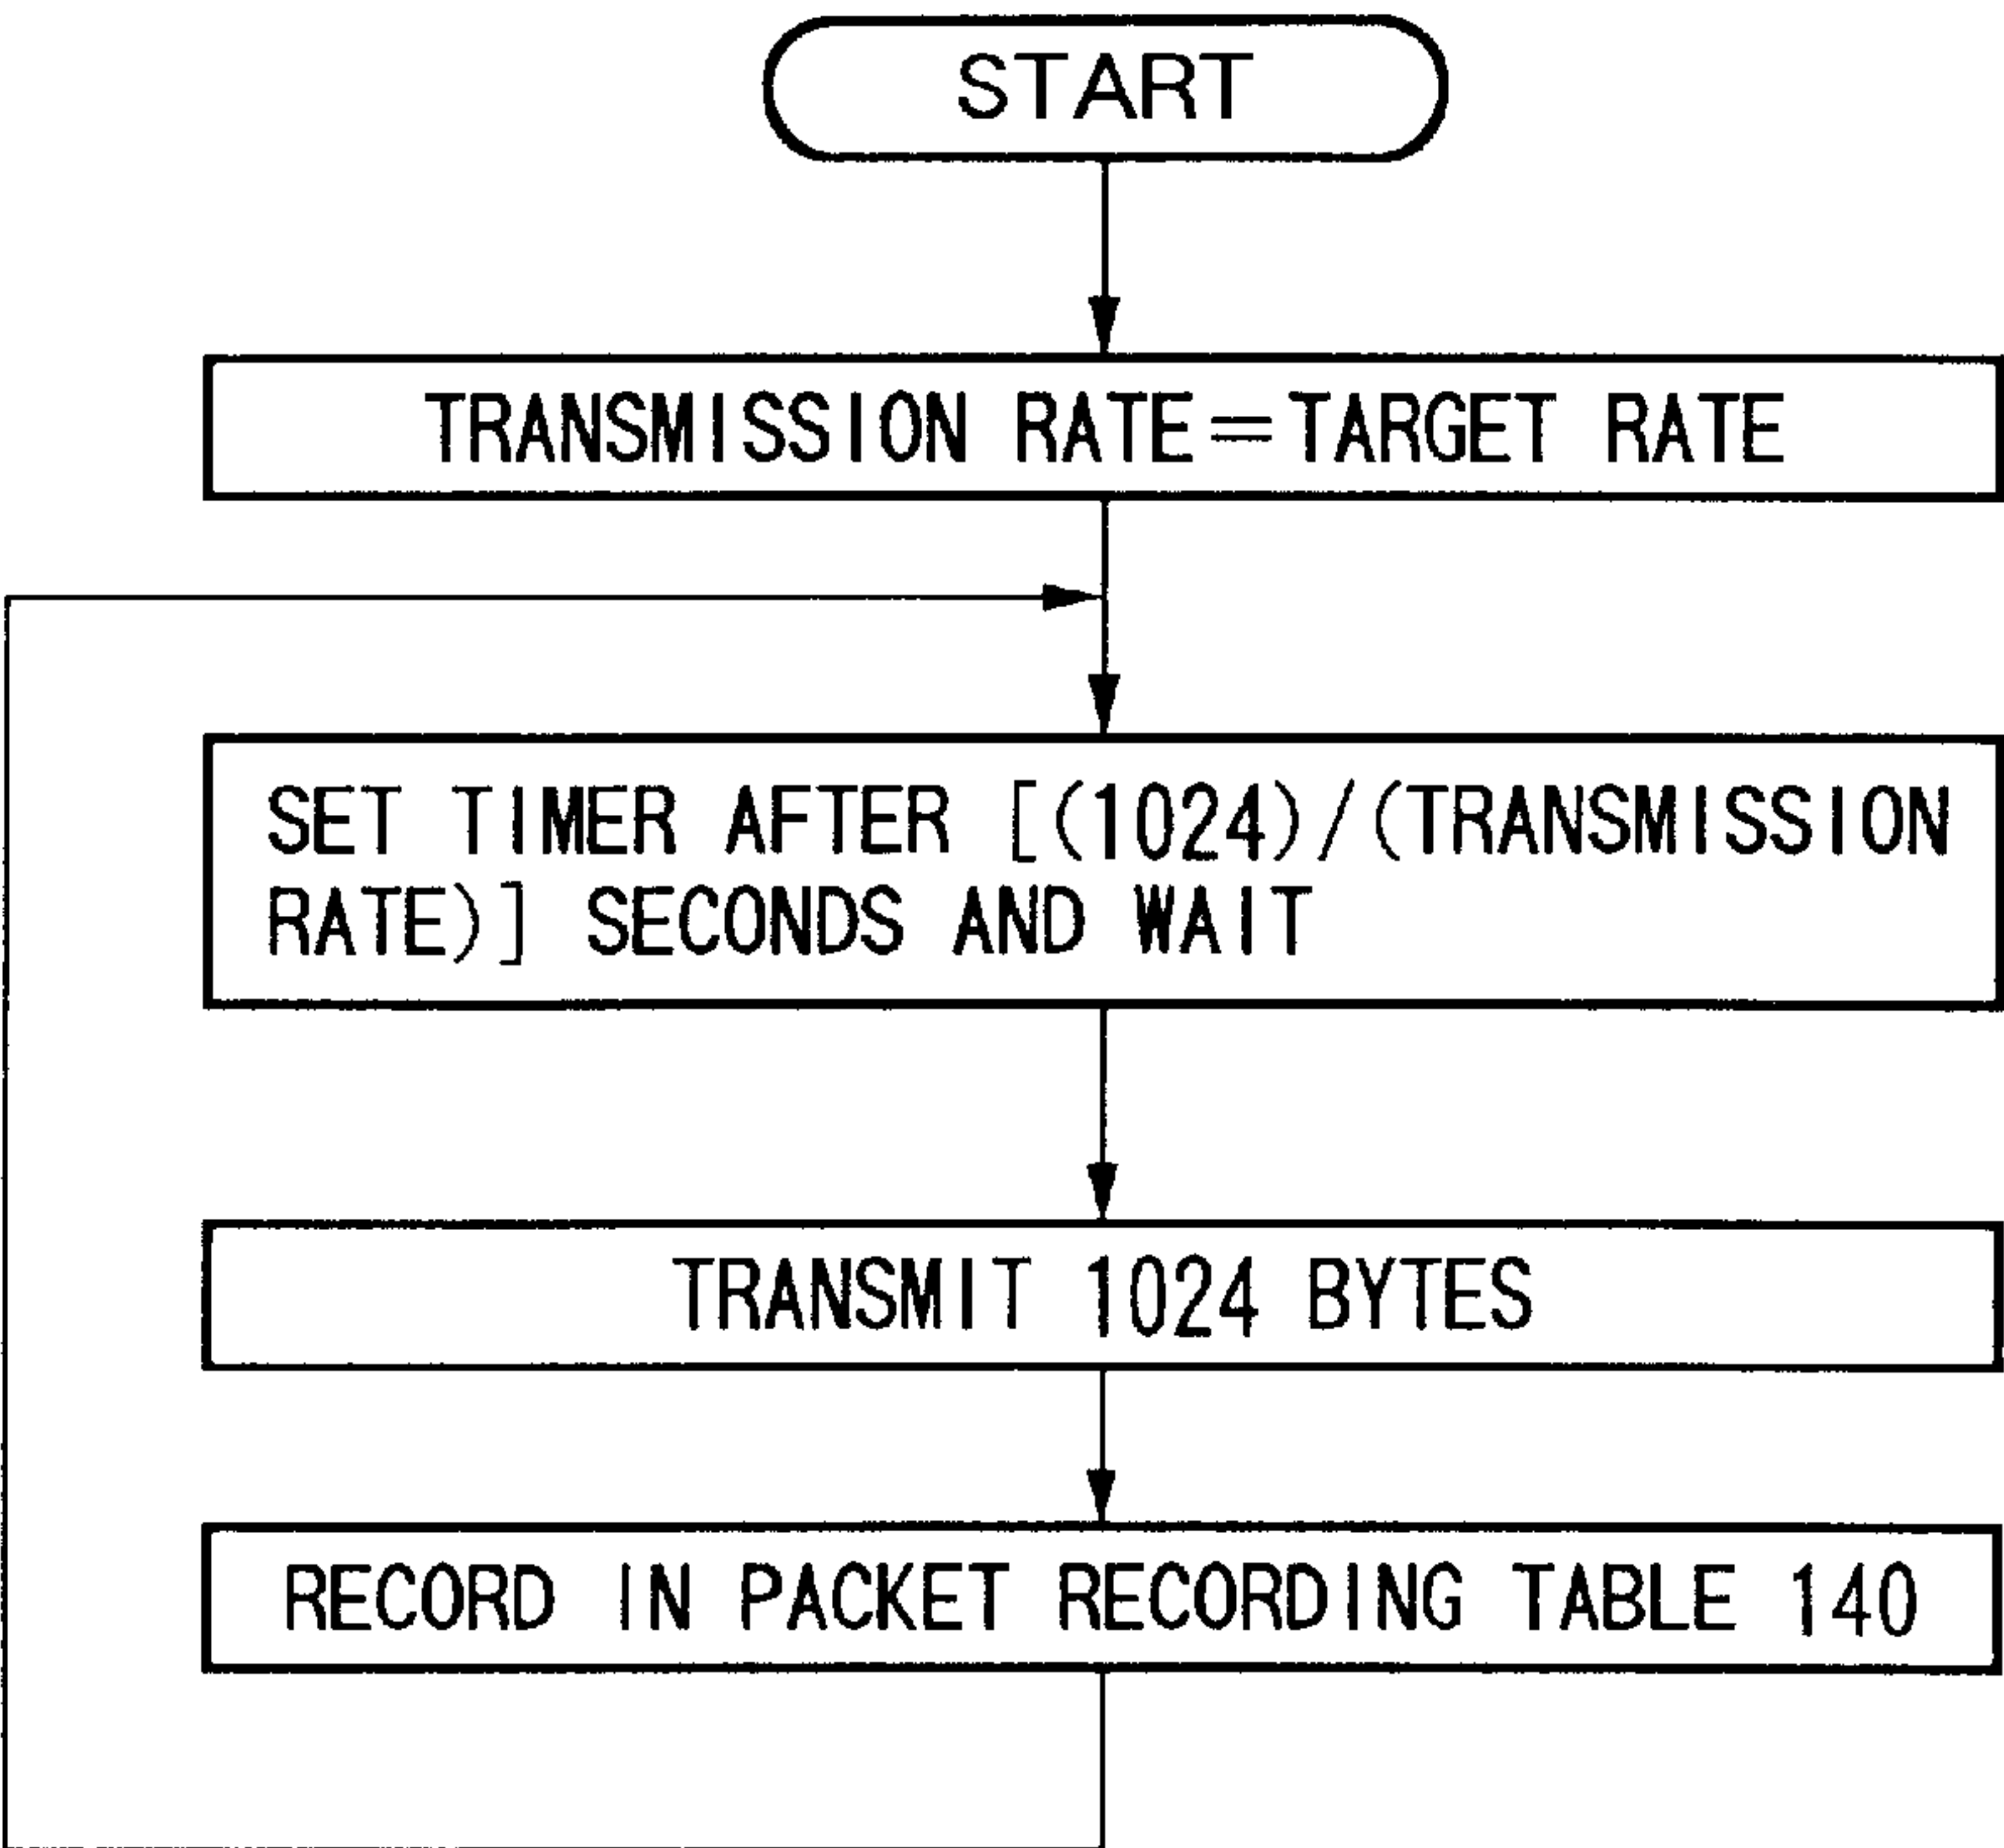 START
TRANSMISSION RATE=TARGET RATE
SET TIMER AFTER [(1024)/(TRANSMISSION
RATE)] SECONDS AND WAIT
TRANSMIT 1024 BYTES
RECORD IN PACKET RECORDING TABLE 140